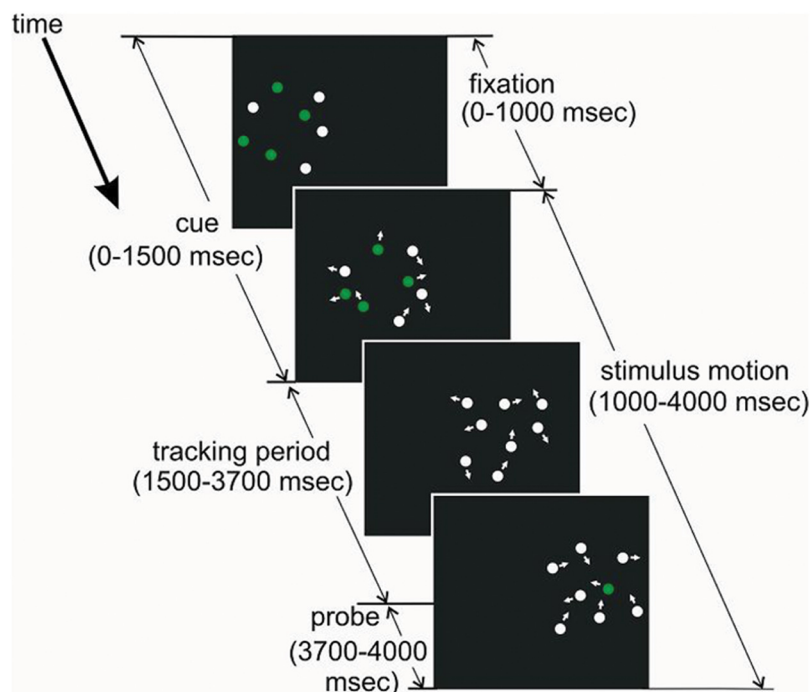 time
fixation
(0-1000 msec)
cue
(0-1500 msec)
stimulus motion
(1000-4000 msec)
tracking period
(1500-3700 msec)
probe
(3700-4000
msec)